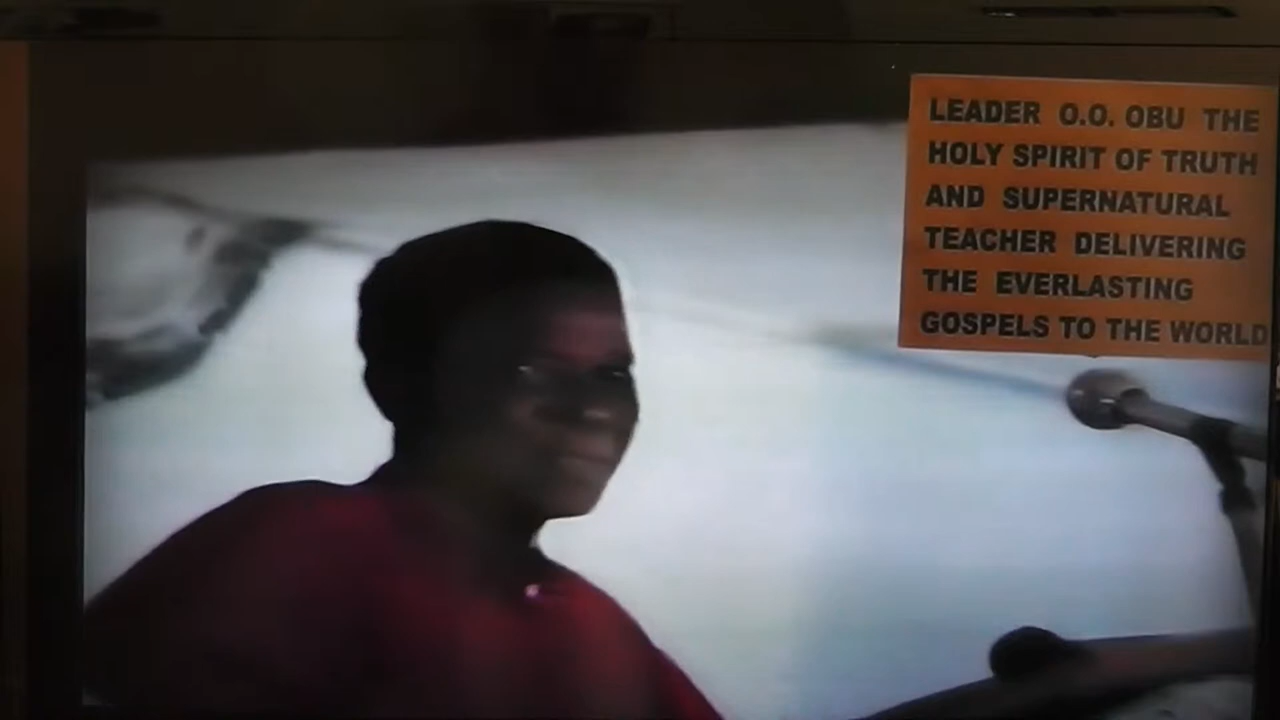 LEADER O.O. OBU THE
HOLY SPIRIT OF TRUTH
AND SUPERNATURAL
TEACHER DELIVERING
THE EVERLASTING
GOSPELS TO THE WORLD